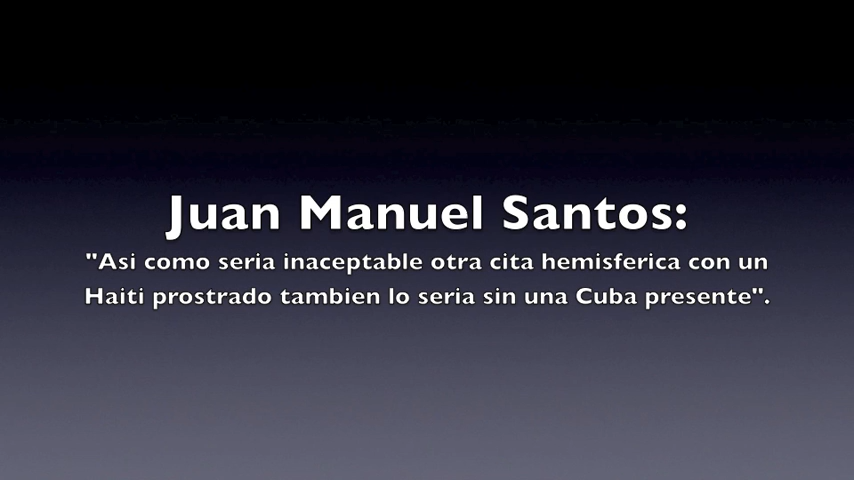 Juan Manuel Santos:
"Asi como seria inaceptable otra cita hemisferica con un
Haiti prostrado tambien lo seria sin una Cuba presente".